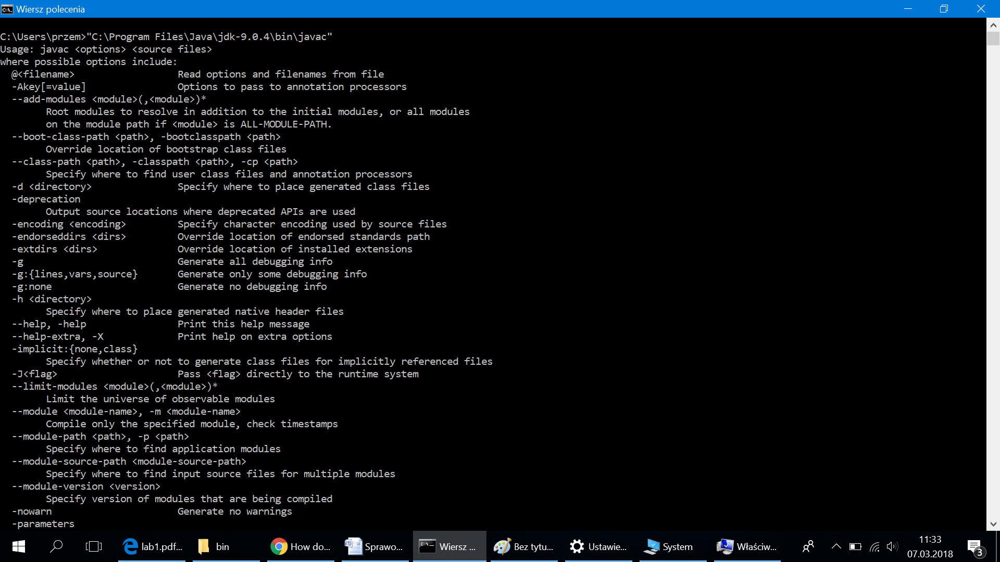 Wiersz polecenia
C:\Users\przem>"C:\Program Files\Java\jdk-9.0.4\bin\javac"
Usage: javac <options> <source files>
where possible options include:
  @<filename>                  Read options and filenames from file
  -Akey[=value]                Options to pass to annotation processors
  --add-modules <module>(,<module>)*
        Root modules to resolve in addition to the initial modules, or all modules
        on the module path if <module> is ALL-MODULE-PATH.
  --boot-class-path <path>, -bootclasspath <path>
        Override location of bootstrap class files
  --class-path <path>, -classpath <path>, -cp <path>
        Specify where to find user class files and annotation processors
  -d <directory>               Specify where to place generated class files
  -deprecation
        Output source locations where deprecated APIs are used
  -encoding <encoding>         Specify character encoding used by source files
  -endorseddirs <dirs>         Override location of endorsed standards path
  -extdirs <dirs>              Override location of installed extensions
  -g                           Generate all debugging info
  -g:{lines,vars,source}       Generate only some debugging info
  -g:none                      Generate no debugging info
  -h <directory>
        Specify where to place generated native header files
  --help, -help                Print this help message
  --help-extra, -X             Print help on extra options
  -implicit:{none,class}
        Specify whether or not to generate class files for implicitly referenced files
  -J<flag>                     Pass <flag> directly to the runtime system
  --limit-modules <module>(,<module>)*
        Limit the universe of observable modules
  --module <module-name>, -m <module-name>
        Compile only the specified module, check timestamps
  --module-path <path>, -p <path>
        Specify where to find application modules
  --module-source-path <module-source-path>
        Specify where to find input source files for multiple modules
  --module-version <version>
        Specify version of modules that are being compiled
  -nowarn                      Generate no warnings
  -parameters
lab1.pdf... bin How do... Sprawo... Wiersz ... Bez tytu... Ustawie... System Właściw... 11:33
07.03.2018 3